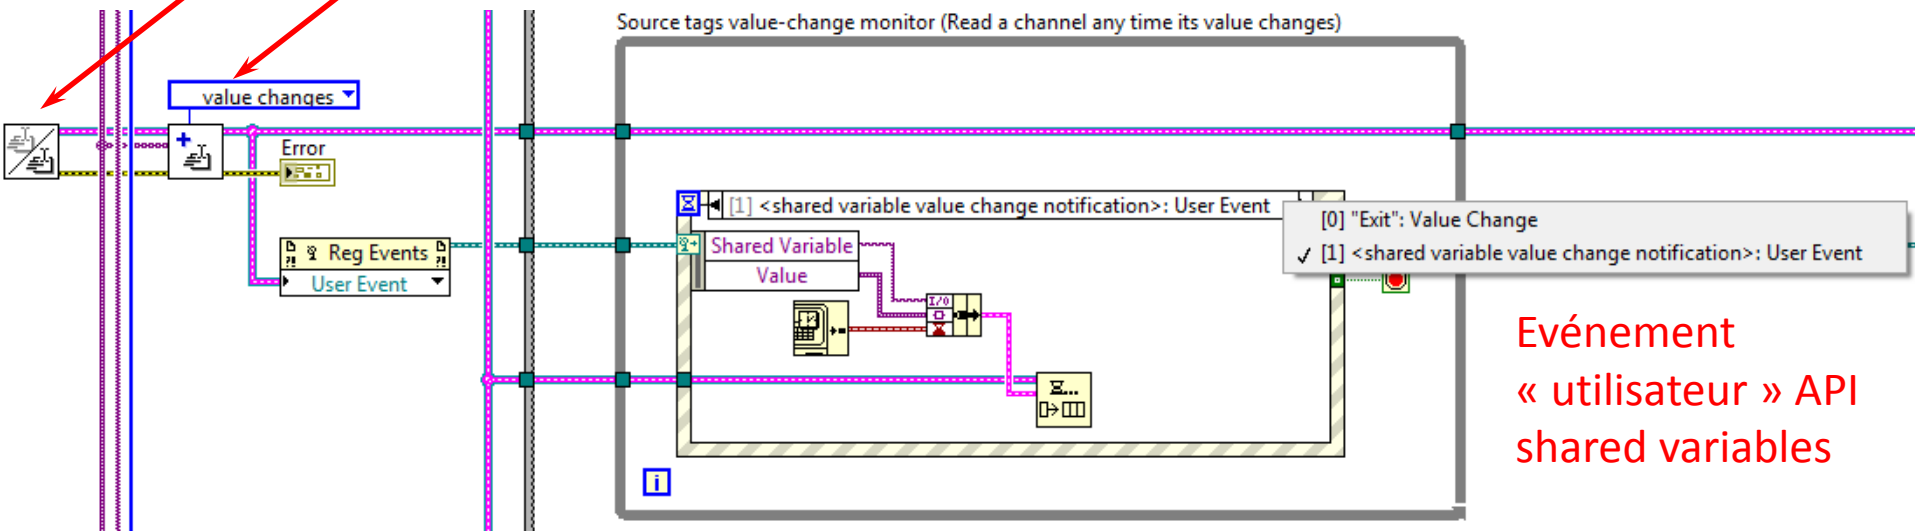 Source tags value-change monitor (Read a channel any time its value changes)
value changes
Error
[1] <shared variable value change notification>: User Event
[0] "Exit": Value Change
✓ [1] <shared variable value change notification>: User Event
Reg Events
User Event
Shared Variable
Value
I/O
i
Evénement
« utilisateur » API
shared variables